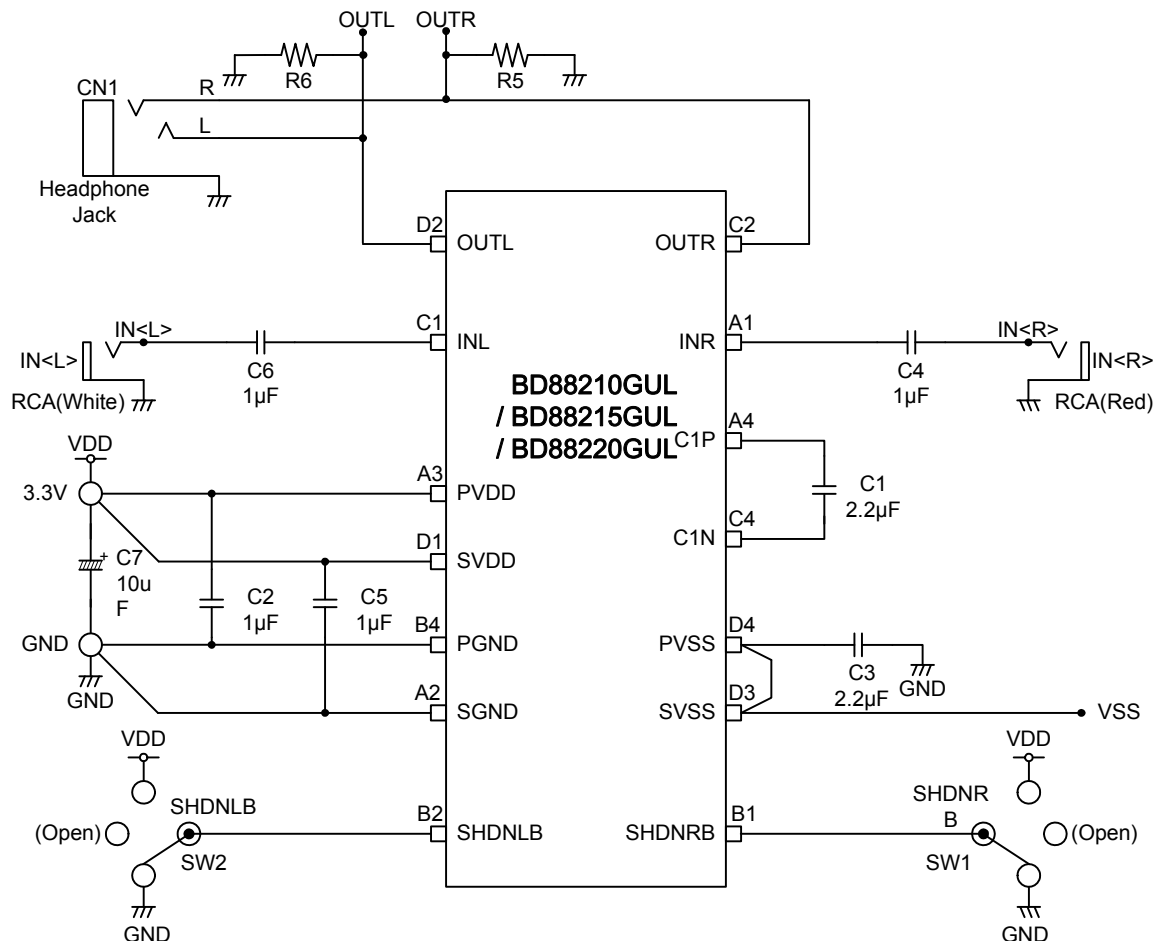 OUTL OUTR
R6 R5
CN1
R
L
Headphone
Jack
D2 C2
OUTL OUTR
IN<L> C1 A1 IN<R>
IN<L> INL INR IN<R>
C6 C4
1µF 1µF
RCA(White) RCA(Red)
BD88210GUL
/ BD88215GUL
/ BD88220GUL
VDD
A4
C1P
3.3V A3
PVDD
C1
2.2µF
C4
C1N
D1
SVDD
+ C7
10u
F
C2
1µF
C5
1µF
GND B4 D4
PGND PVSS
GND
C3
2.2µF
GND
A2 D3
SGND SVSS VSS
VDD VDD
SHDNLB SHDNR
B
(Open) B2 B1 (Open)
SHDNLB SHDNRB
SW2 SW1
GND GND